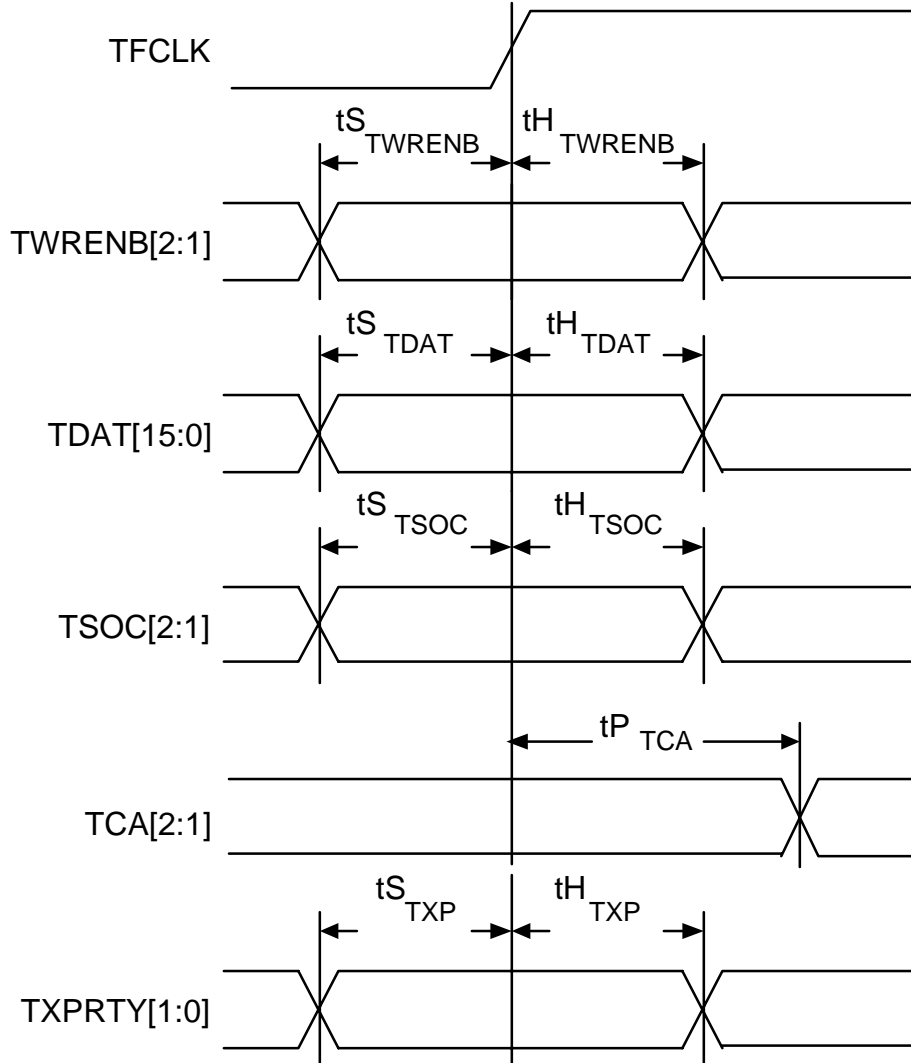 TFCLK
tS TWRENB tH TWRENB
TWRENB[2:1]
tS TDAT tH TDAT
TDAT[15:0]
tS TSOC tH TSOC
TSOC[2:1]
tP TCA
TCA[2:1]
tS TXP tH TXP
TXPRTY[1:0]